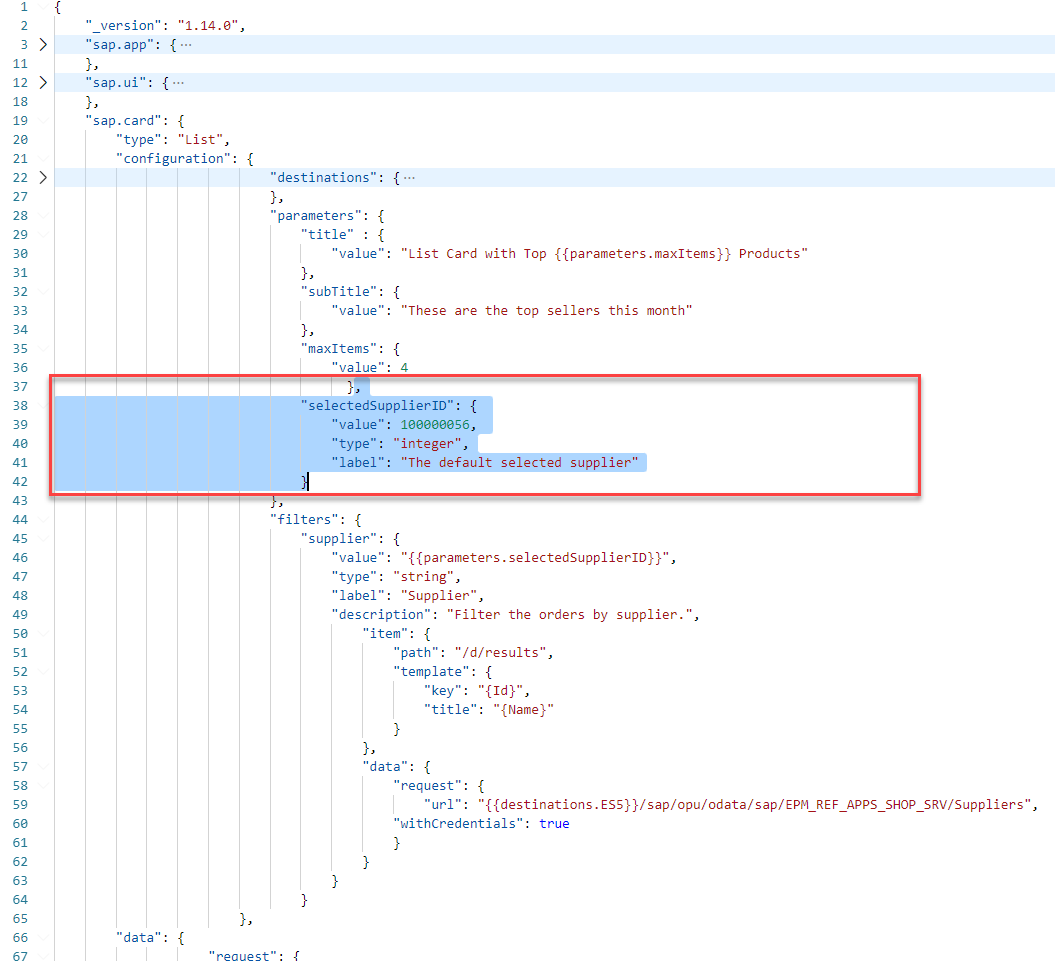 1 {
2 "_version": "1.14.0",
3 "sap.app": { ···
11 },
12 "sap.ui": { ···
18 },
19 "sap.card": {
20 "type": "List",
21 "configuration": {
22 "destinations": { ···
27 },
28 "parameters": {
29 "title" : {
30 "value": "List Card with Top {{parameters.maxItems}} Products"
31 },
32 "subTitle": {
33 "value": "These are the top sellers this month"
34 },
35 "maxItems": {
36 "value": 4
37 },
38 "selectedSupplierID": {
39 "value": 100000056,
40 "type": "integer",
41 "label": "The default selected supplier"
42 }
43 },
44 "filters": {
45 "supplier": {
46 "value": "{{parameters.selectedSupplierID}}",
47 "type": "string",
48 "label": "Supplier",
49 "description": "Filter the orders by supplier.",
50 "item": {
51 "path": "/d/results",
52 "template": {
53 "key": "{Id}",
54 "title": "{Name}"
55 }
56 },
57 "data": {
58 "request": {
59 "url": "{{destinations.ES5}}/sap/opu/odata/sap/EPM_REF_APPS_SHOP_SRV/Suppliers",
60 "withCredentials": true
61 }
62 }
63 }
64 }
65 },
66 "data": {
67 "request": {